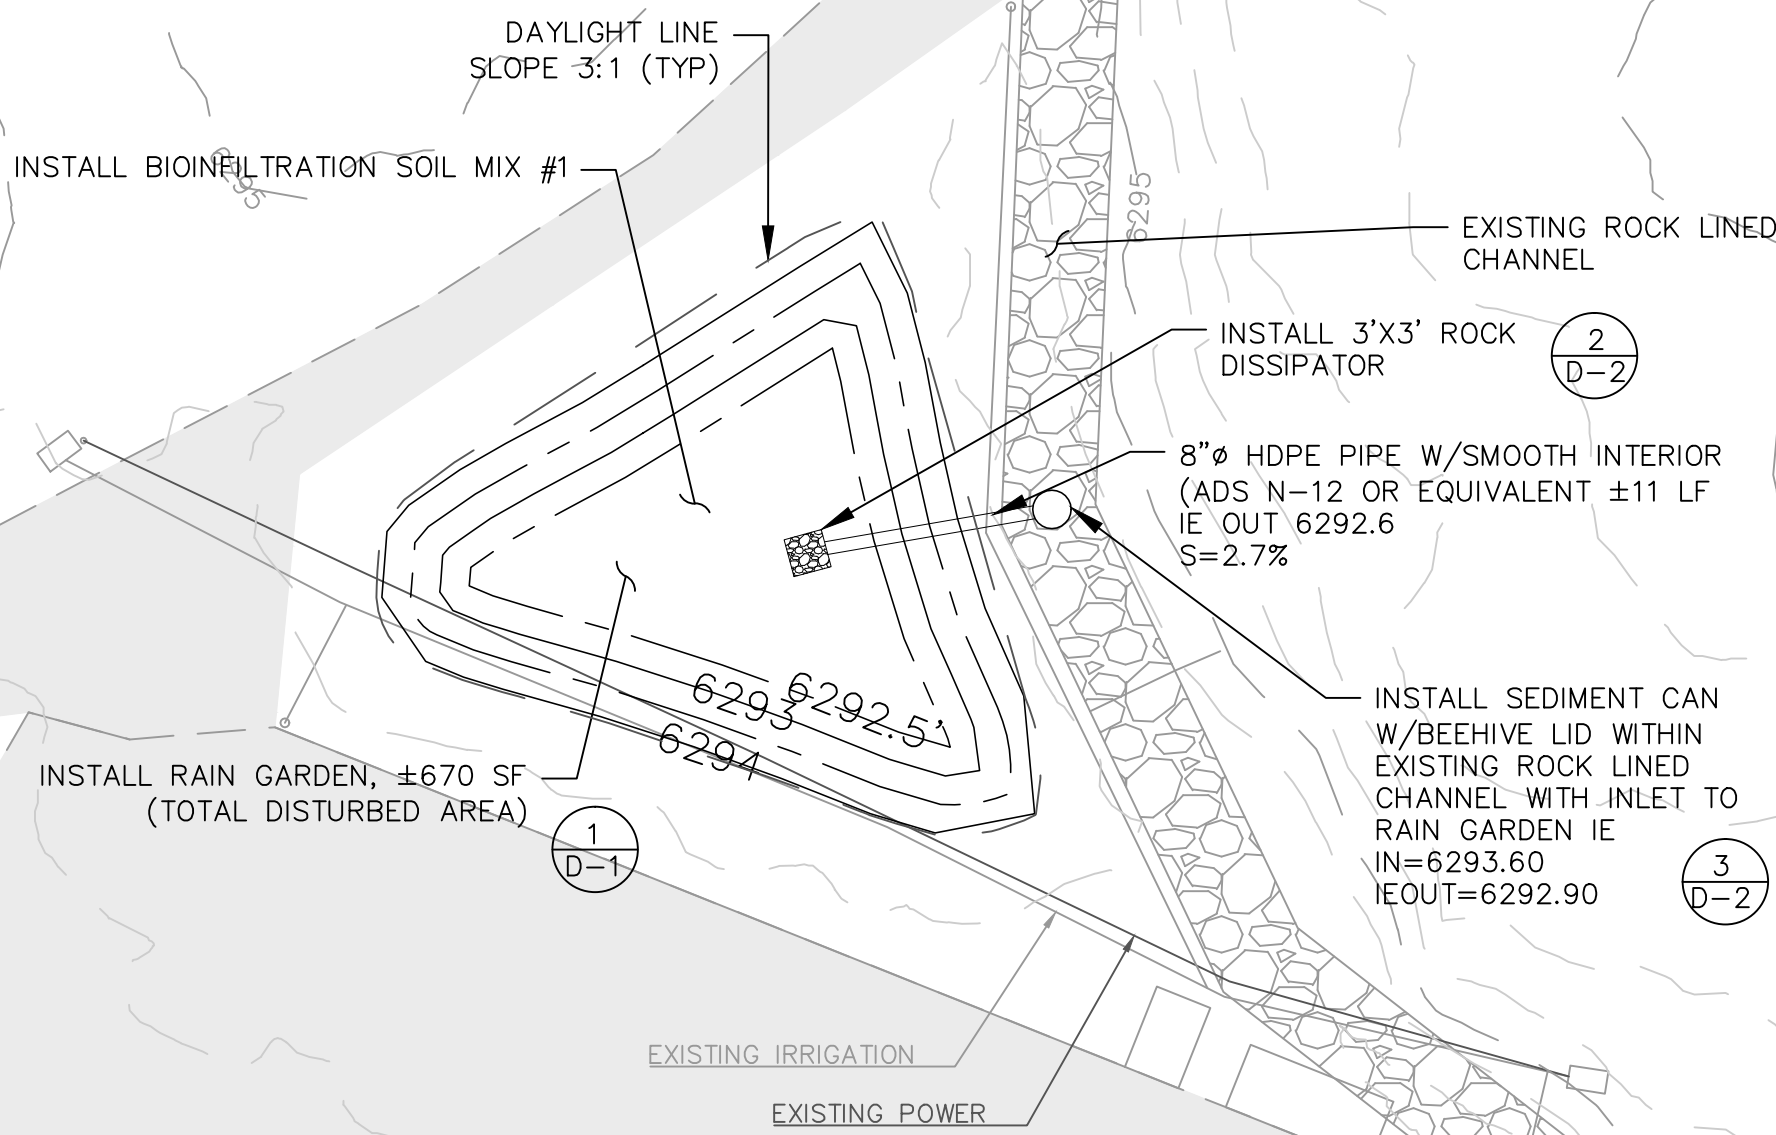 DAYLIGHT LINE
SLOPE 3:1 (TYP)
INSTALL BIOINFILTRATION SOIL MIX #1
6295
6295
EXISTING ROCK LINED
CHANNEL
INSTALL 3'X3' ROCK
DISSIPATOR
2
D-2
8"ø HDPE PIPE W/SMOOTH INTERIOR
(ADS N-12 OR EQUIVALENT ±11 LF
IE OUT 6292.6
S=2.7%
INSTALL SEDIMENT CAN
W/BEEHIVE LID WITHIN
EXISTING ROCK LINED
CHANNEL WITH INLET TO
RAIN GARDEN IE
IN=6293.60
IEOUT=6292.90
3
D-2
6292.5'
6293
6294
INSTALL RAIN GARDEN, ±670 SF
(TOTAL DISTURBED AREA)
1
D-1
EXISTING IRRIGATION
EXISTING POWER